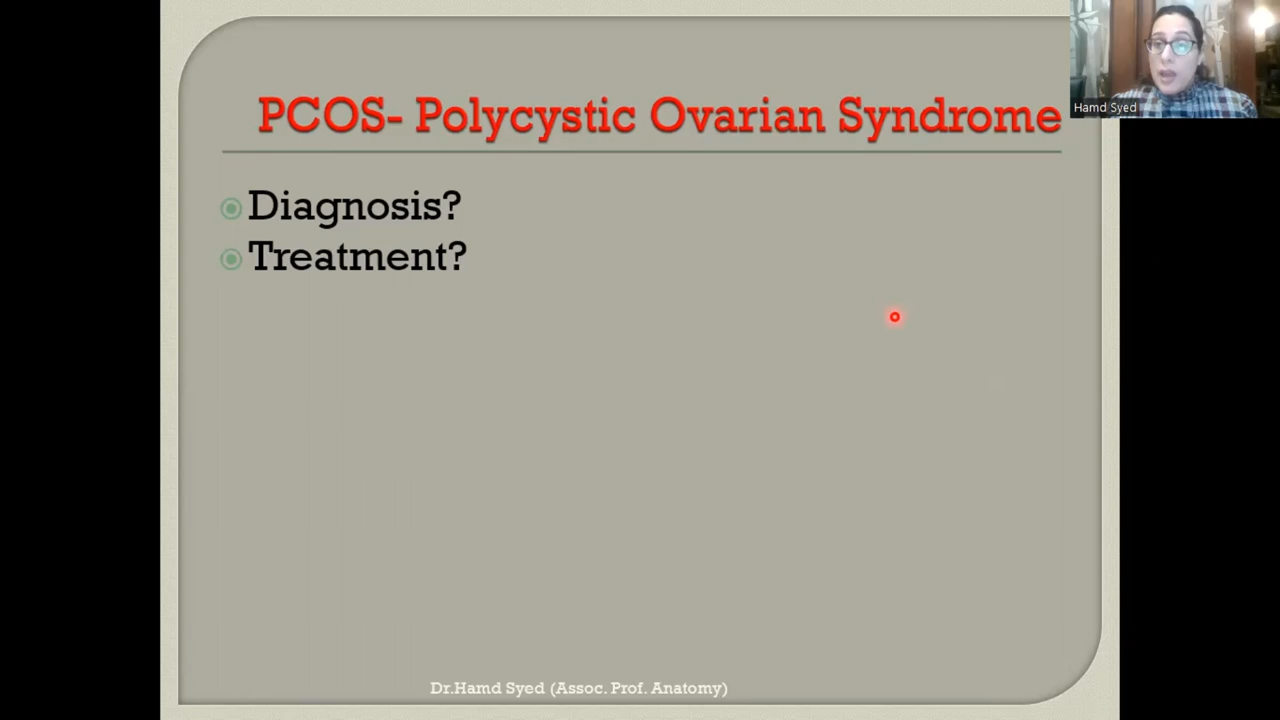 PCOS- Polycystic Ovarian Syndrome
Hamd Syed
Diagnosis?
Treatment?
Dr.Hamd Syed (Assoc. Prof. Anatomy)